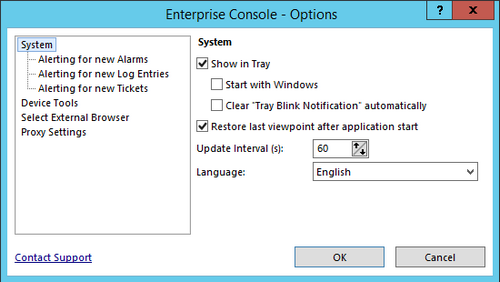 Enterprise Console - Options
? x
System
Alerting for new Alarms
Alerting for new Log Entries
Alerting for new Tickets
Device Tools
Select External Browser
Proxy Settings
System
Show in Tray
Start with Windows
Clear "Tray Blink Notification" automatically
Restore last viewpoint after application start
Update Interval (s): 60
Language: English
Contact Support
OK Cancel